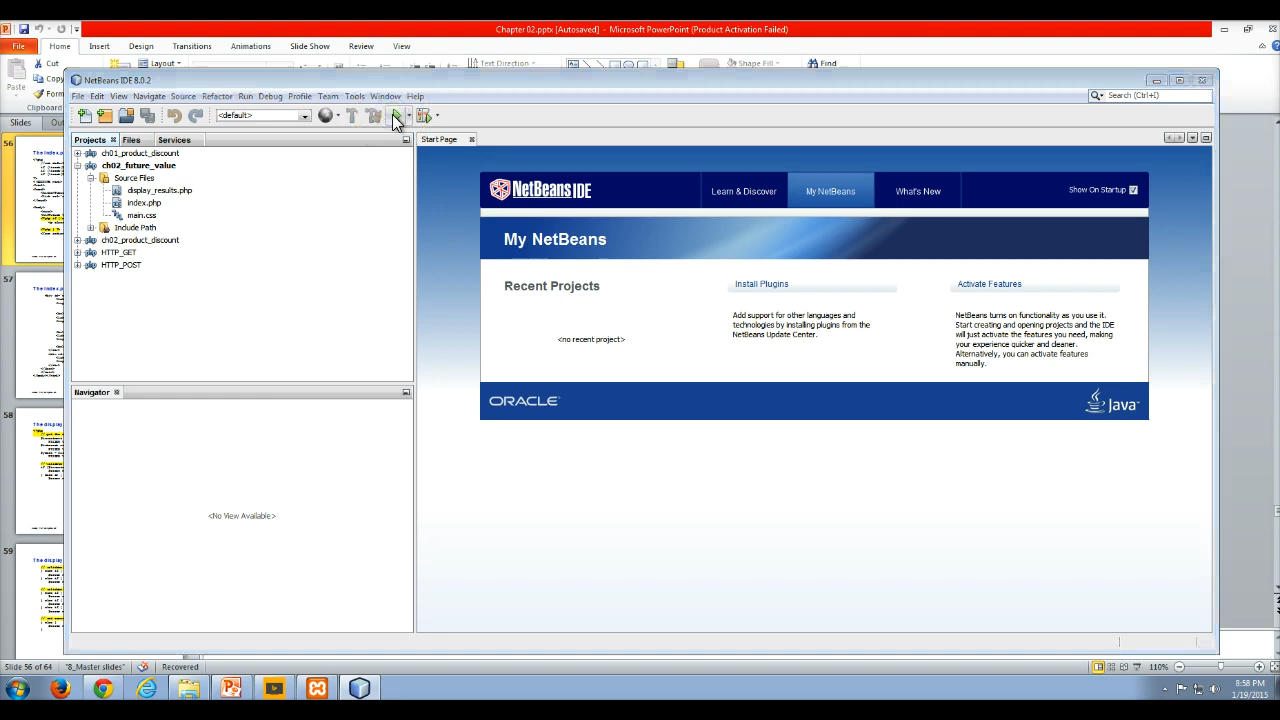 Chapter 02.pptx [Autosaved] - Microsoft PowerPoint (Product Activation Failed)
File Home Insert Design Transitions Animations Slide Show Review View
Cut
Layout
Text Direction
Shape Fill
Find
Paste
Copy
Form
Clipboard
Slides
NetBeans IDE 8.0.2
File Edit View Navigate Source Refactor Run Debug Profile Team Tools Window Help
Search (Ctrl+I)
<default>
Projects Files Services
Start Page
ch01_product_discount
ch02_future_value
Source Files
display_results.php
index.php
main.css
Include Path
ch02_product_discount
HTTP_GET
HTTP_POST
NetBeans IDE
Learn & Discover
My NetBeans
What's New
Show On Startup
My NetBeans
Recent Projects
<no recent project>
Install Plugins
Add support for other languages and
technologies by installing plugins from the
NetBeans Update Center.
Activate Features
NetBeans turns on functionality as you use it.
Start creating and opening projects and the IDE
will just activate the features you need, making
your experience quicker and cleaner.
Alternatively, you can activate features
manually.
ORACLE
Java
Navigator
<No View Available>
56
57
58
59
Slide 56 of 64
"8_Master slides"
Recovered
110%
8:58 PM
1/19/2015